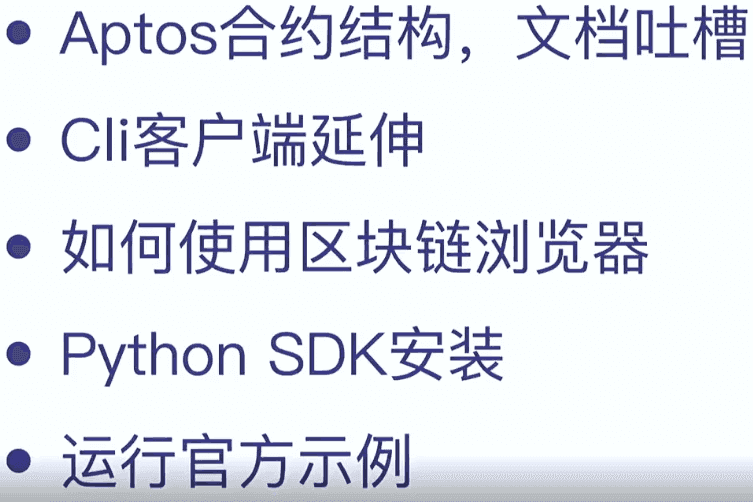 • Aptos合约结构，文档吐槽
• Cli客户端延伸
• 如何使用区块链浏览器
• Python SDK安装
• 运行官方示例